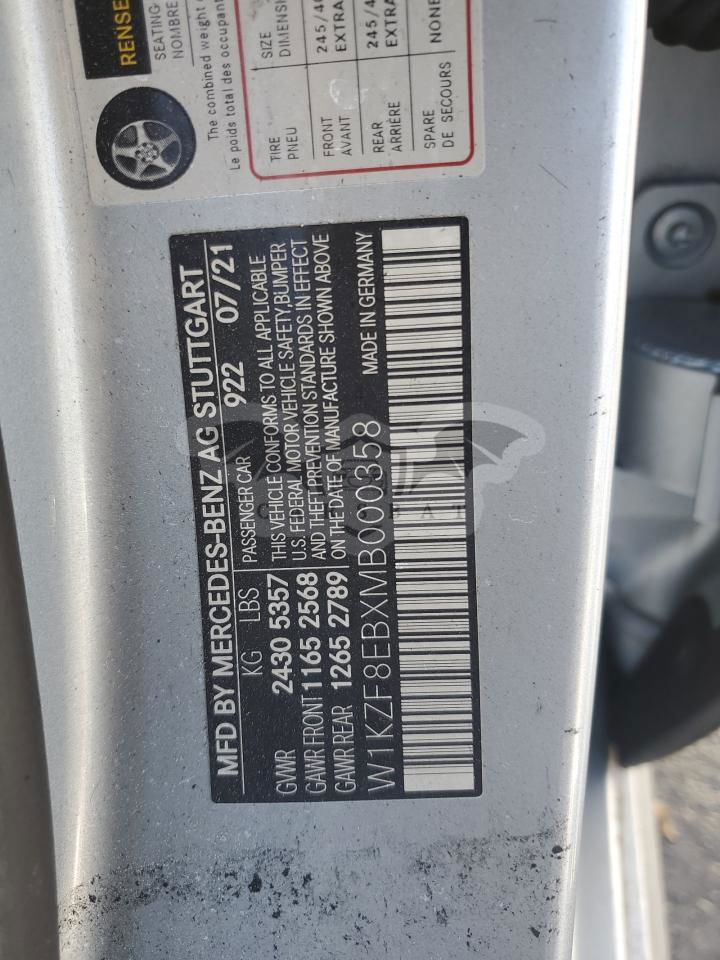 RENSE
SEATING
NOMBRE
The combined weight
Le poids total des occupant
TIRE SIZE
PNEU DIMENSI
FRONT 245/40
AVANT EXTRA
REAR 245/4
ARRIÈRE EXTRA
SPARE NONE
DE SECOURS
MFD BY MERCEDES-BENZ AG STUTTGART
KG LBS PASSENGER CAR 922 07/21
GVWR 2430 5357 THIS VEHICLE CONFORMS TO ALL APPLICABLE
U.S. FEDERAL MOTOR VEHICLE SAFETY,BUMPER
GAWR FRONT 1165 2568 AND THEFT PREVENTION STANDARDS IN EFFECT
GAWR REAR 1265 2789 ON THE DATE OF MANUFACTURE SHOWN ABOVE
W1KZF8EBXMB000358 MADE IN GERMANY